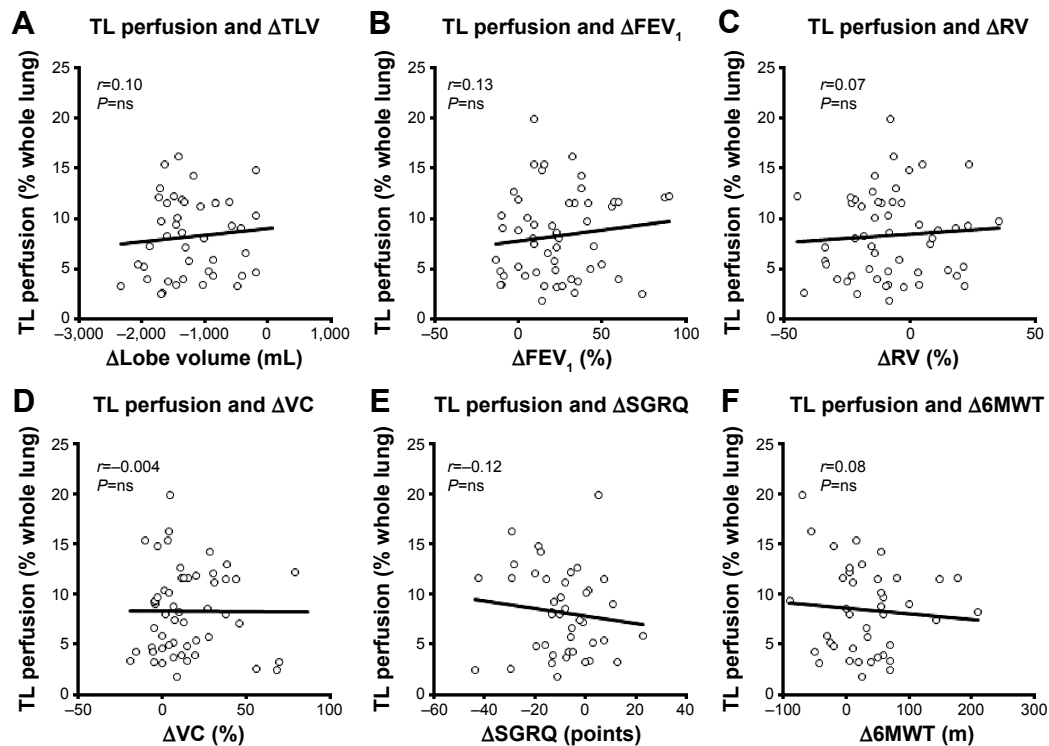 A TL perfusion and ΔTLV
TL perfusion (% whole lung)
25
20
15
10
5
0
r=0.10
P=ns
–3,000 –2,000 –1,000 0 1,000
ΔLobe volume (mL)
B TL perfusion and ΔFEV₁
TL perfusion (% whole lung)
25
20
15
10
5
0
r=0.13
P=ns
–50 0 50 100
ΔFEV₁ (%)
C TL perfusion and ΔRV
TL perfusion (% whole lung)
25
20
15
10
5
0
r=0.07
P=ns
–50 0 50
ΔRV (%)
D TL perfusion and ΔVC
TL perfusion (% whole lung)
25
20
15
10
5
0
r=–0.004
P=ns
–50 0 50 100
ΔVC (%)
E TL perfusion and ΔSGRQ
TL perfusion (% whole lung)
25
20
15
10
5
0
r=–0.12
P=ns
–60 –40 –20 0 20 40
ΔSGRQ (points)
F TL perfusion and Δ6MWT
TL perfusion (% whole lung)
25
20
15
10
5
0
r=0.08
P=ns
–100 0 100 200 300
Δ6MWT (m)